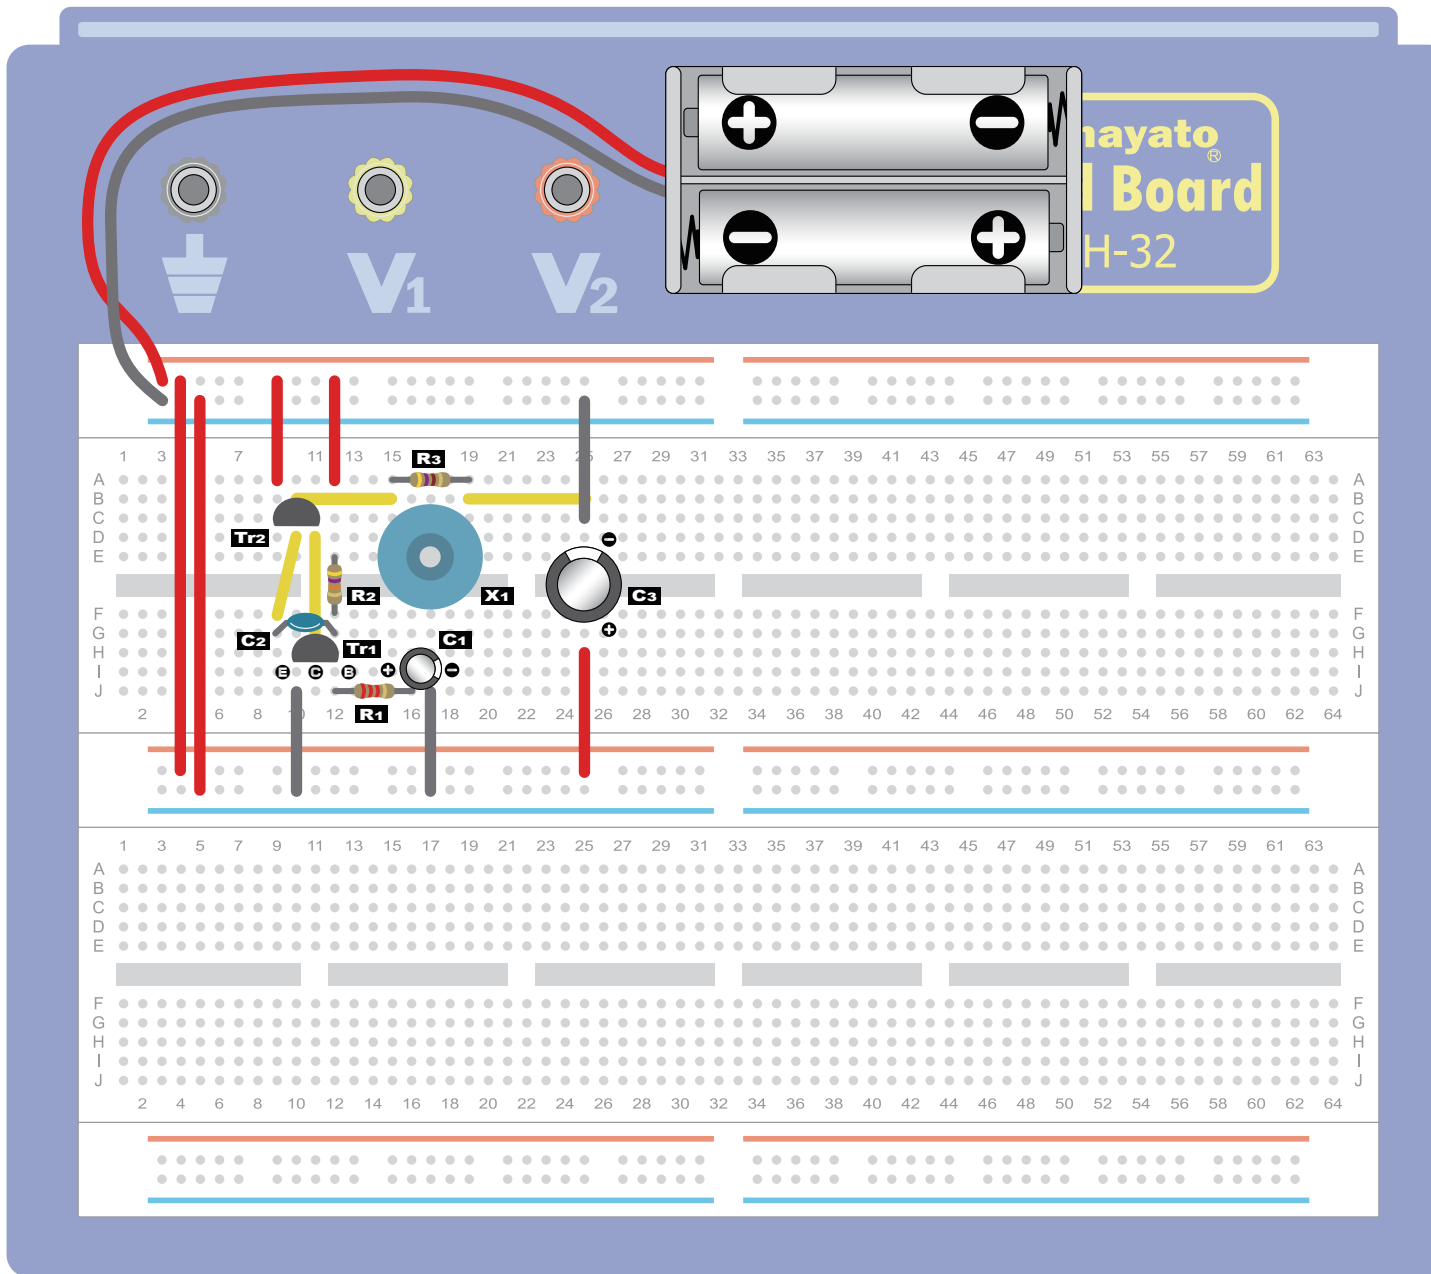 + −
− +
nayato®
l Board
H-32
V1 V2
1 3 7 11 15 19 21 23 25 27 29 31 33 35 37 39 41 43 45 47 49 51 53 55 57 59 61 63
R3
A A
B B
C C
D D
E E
Tr2
−
R2 X1 C3
F F
G G
H H
I I
J J
+
C2 Tr1 C1
E C B + −
R1
2 6 8 10 12 14 16 18 20 22 24 26 28 30 32 34 36 38 40 42 44 46 48 50 52 54 56 58 60 62 64
1 3 5 7 9 11 13 15 17 19 21 23 25 27 29 31 33 35 37 39 41 43 45 47 49 51 53 55 57 59 61 63
A A
B B
C C
D D
E E
F F
G G
H H
I I
J J
2 4 6 8 10 12 14 16 18 20 22 24 26 28 30 32 34 36 38 40 42 44 46 48 50 52 54 56 58 60 62 64